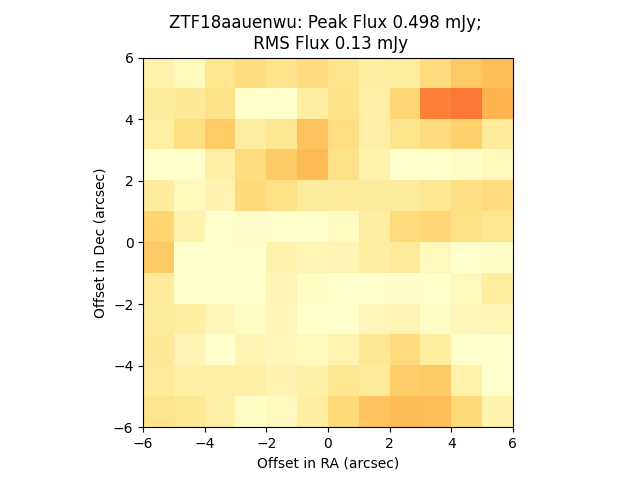 ZTF18aauenwu: Peak Flux 0.498 mJy;
RMS Flux 0.13 mJy
6
4
2
0
−2
−4
−6
Offset in Dec (arcsec)
−6 −4 −2 0 2 4 6
Offset in RA (arcsec)